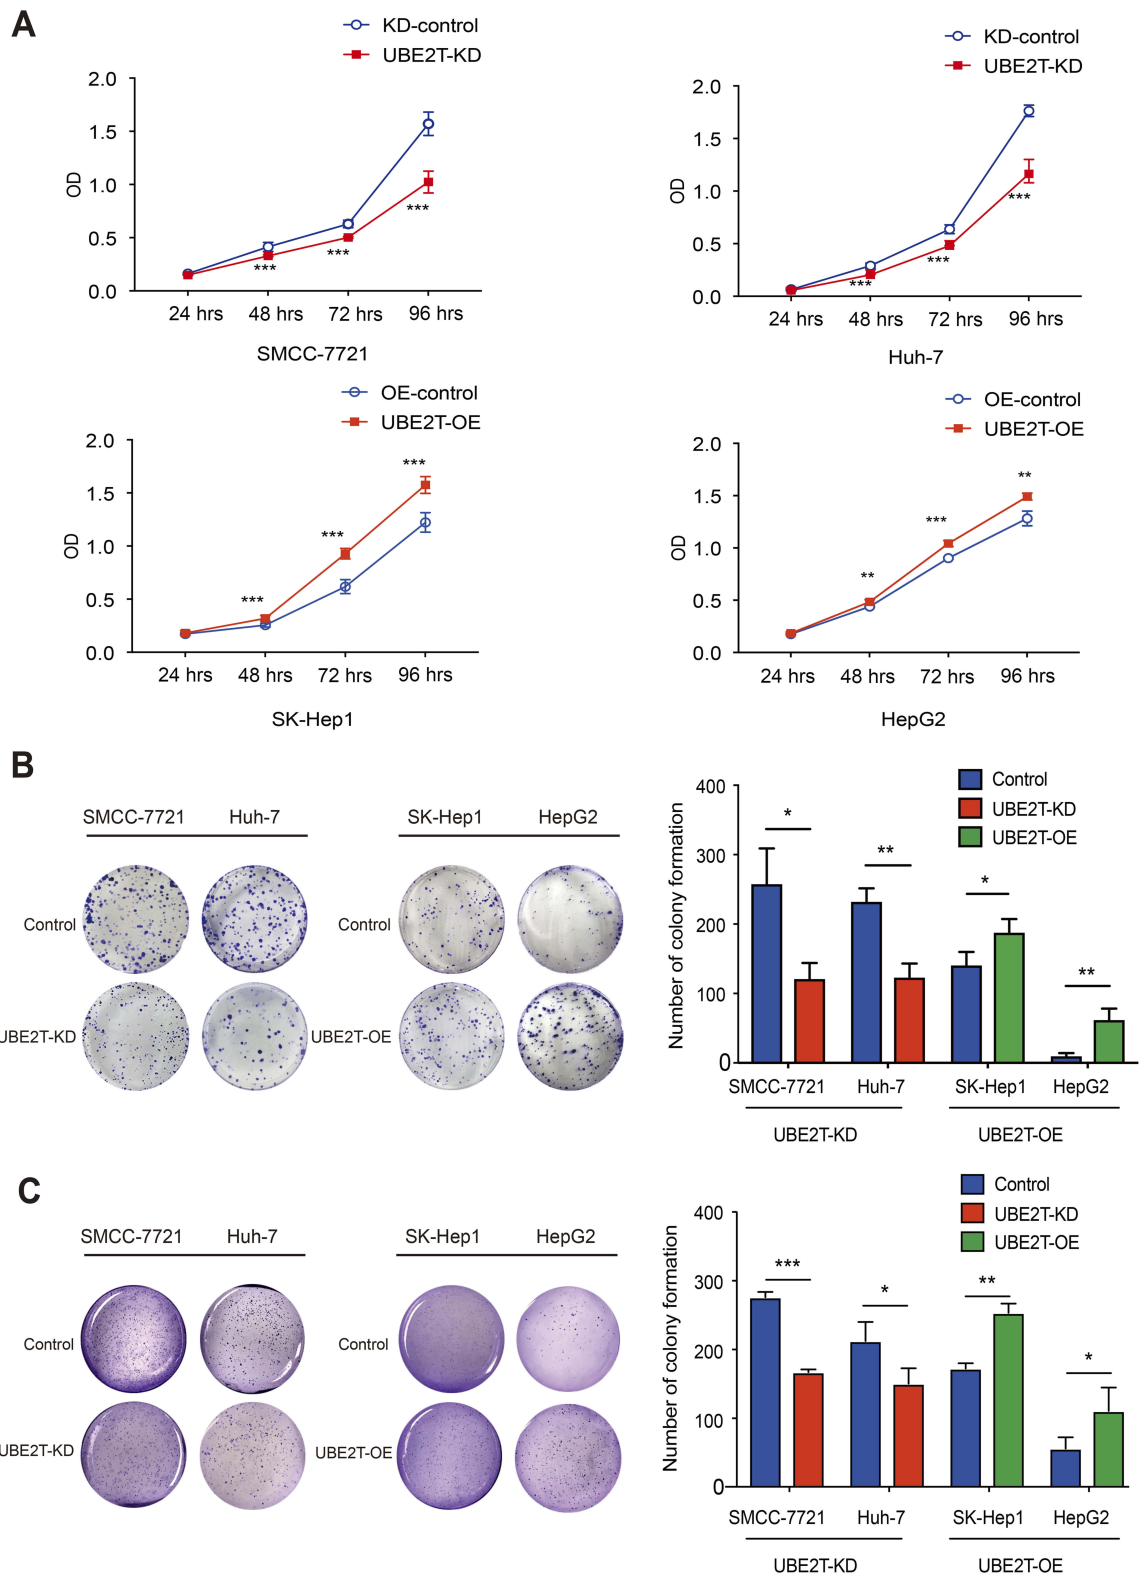 A
KD-control
UBE2T-KD
2.0
1.5
1.0
0.5
0.0
OD
***
***
***
24 hrs 48 hrs 72 hrs 96 hrs
SMCC-7721
KD-control
UBE2T-KD
2.0
1.5
1.0
0.5
0.0
OD
***
***
***
24 hrs 48 hrs 72 hrs 96 hrs
Huh-7
OE-control
UBE2T-OE
2.0
1.5
1.0
0.5
0.0
OD
***
***
***
24 hrs 48 hrs 72 hrs 96 hrs
SK-Hep1
OE-control
UBE2T-OE
2.0
1.5
1.0
0.5
0.0
OD
**
***
**
24 hrs 48 hrs 72 hrs 96 hrs
HepG2
B
SMCC-7721 Huh-7 SK-Hep1 HepG2
Control Control
UBE2T-KD UBE2T-OE
Control
UBE2T-KD
UBE2T-OE
400
300
200
100
0
Number of colony formation
*
**
*
**
SMCC-7721 Huh-7 SK-Hep1 HepG2
UBE2T-KD UBE2T-OE
C
SMCC-7721 Huh-7 SK-Hep1 HepG2
Control Control
UBE2T-KD UBE2T-OE
Control
UBE2T-KD
UBE2T-OE
400
300
200
100
0
Number of colony formation
***
*
**
*
SMCC-7721 Huh-7 SK-Hep1 HepG2
UBE2T-KD UBE2T-OE